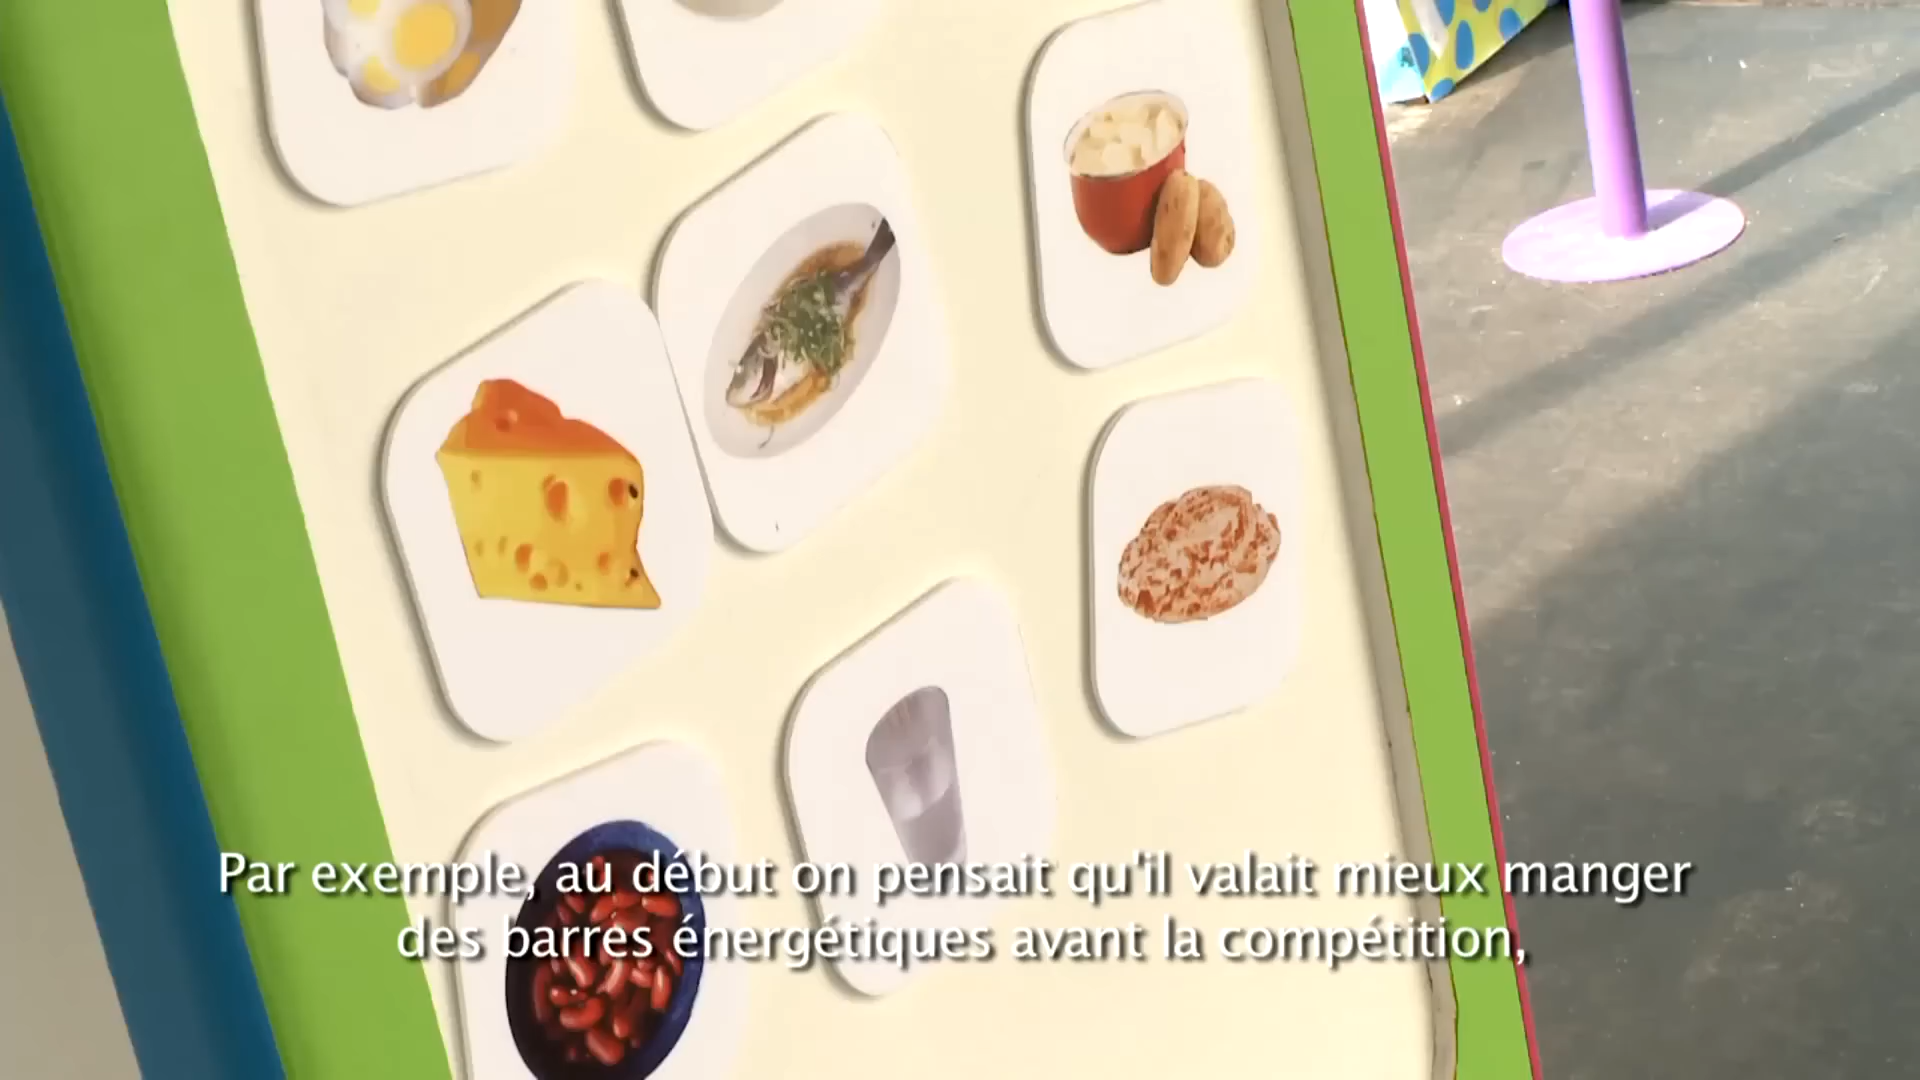 Par exemple, au début on pensait qu'il valait mieux manger
des barres énergétiques avant la compétition,